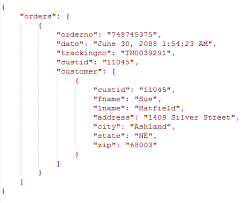 {
"orders": [
{
"orderno": "748745375",
"date": "June 30, 2088 1:54:23 AM",
"trackingno": "TN0039291",
"custid": "11045",
"customer": [
{
"custid": "11045",
"fname": "Sue",
"lname": "Hatfield",
"address": "1409 Silver Street",
"city": "Ashland",
"state": "NE",
"zip": "68003"
}
]
}
]
}